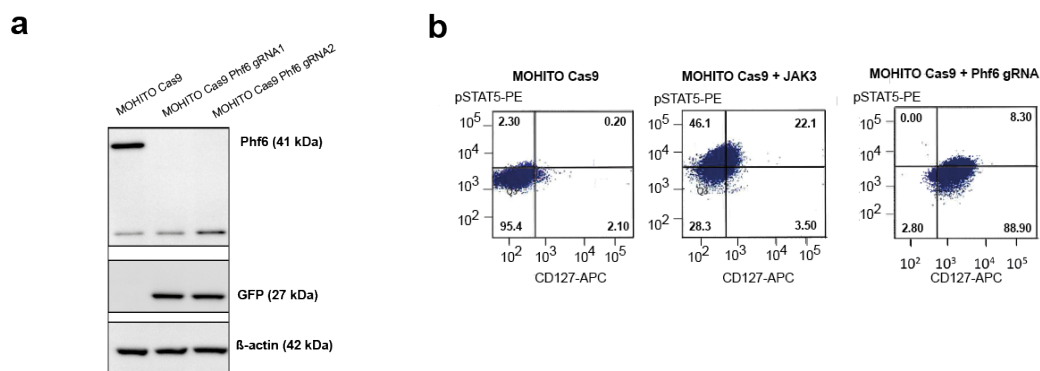 a
b
MOHITO Cas9
MOHITO Cas9 Phf6 gRNA1
MOHITO Cas9 Phf6 gRNA2
Phf6 (41 kDa)
GFP (27 kDa)
ß-actin (42 kDa)
MOHITO Cas9
pSTAT5-PE
10⁵
10⁴
10³
10²
2.30 0.20
95.4 2.10
10² 10³ 10⁴ 10⁵
CD127-APC
MOHITO Cas9 + JAK3
pSTAT5-PE
10⁵
10⁴
10³
10²
46.1 22.1
Q3
28.3 3.50
10² 10³ 10⁴ 10⁵
CD127-APC
MOHITO Cas9 + Phf6 gRNA
pSTAT5-PE
10⁵
10⁴
10³
10²
0.00 8.30
2.80 88.90
10² 10³ 10⁴ 10⁵
CD127-APC